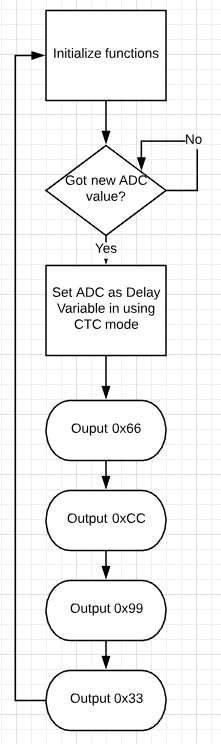 Initialize functions
No
Got new ADC
value?
Yes
Set ADC as Delay
Variable in using
CTC mode
Ouput 0x66
Output 0xCC
Output 0x99
Output 0x33